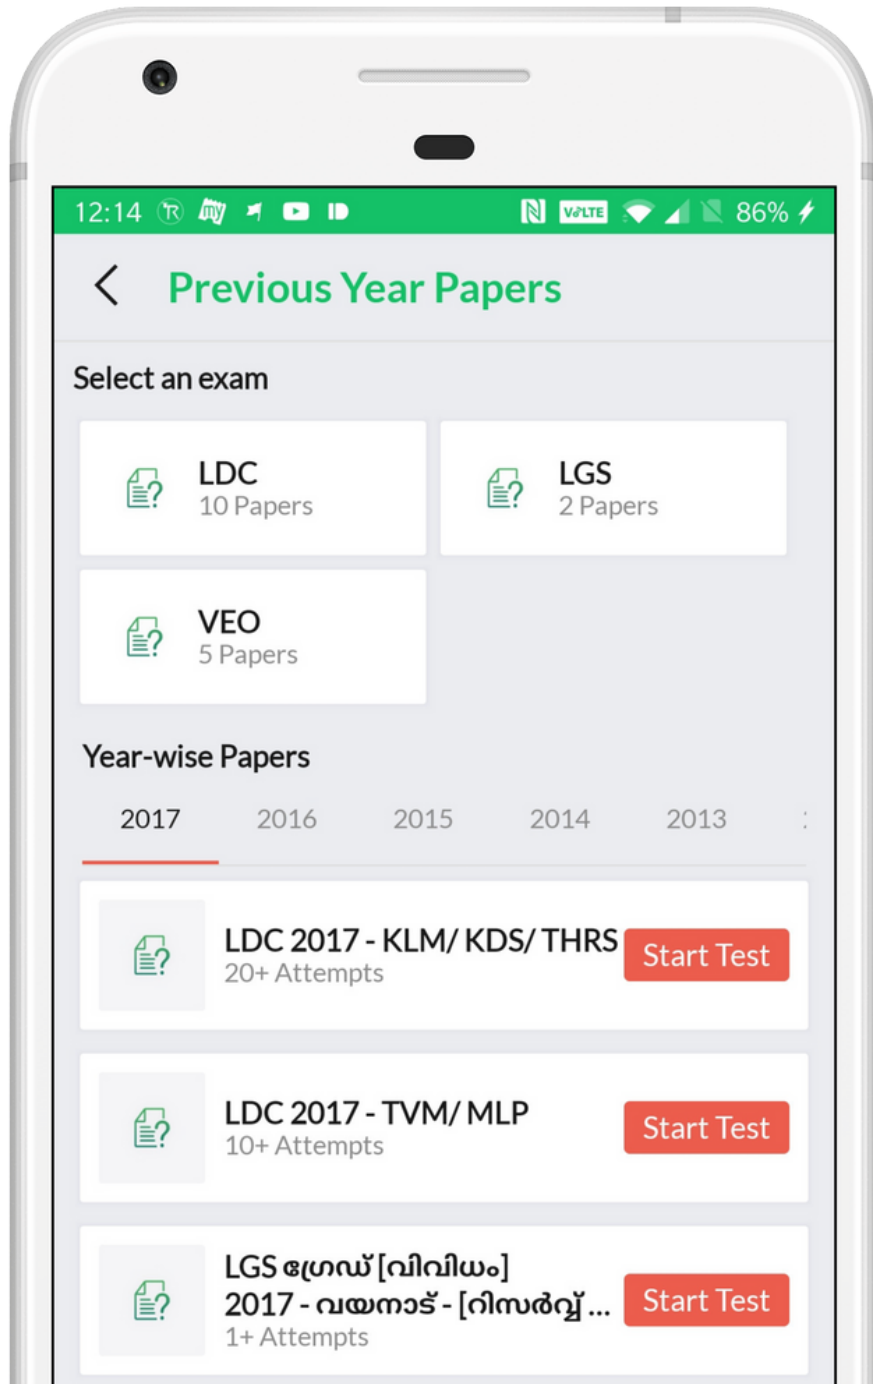 12:14 my VoLTE 86%
Previous Year Papers
Select an exam
LDC
10 Papers
LGS
2 Papers
VEO
5 Papers
Year-wise Papers
2017 2016 2015 2014 2013
LDC 2017 - KLM/ KDS/ THRS
20+ Attempts
Start Test
LDC 2017 - TVM/ MLP
10+ Attempts
Start Test
LGS ഗ്രേഡ് [വിവിധം]
2017 - വയനാട് - [റിസർവ്വ് ...
1+ Attempts
Start Test